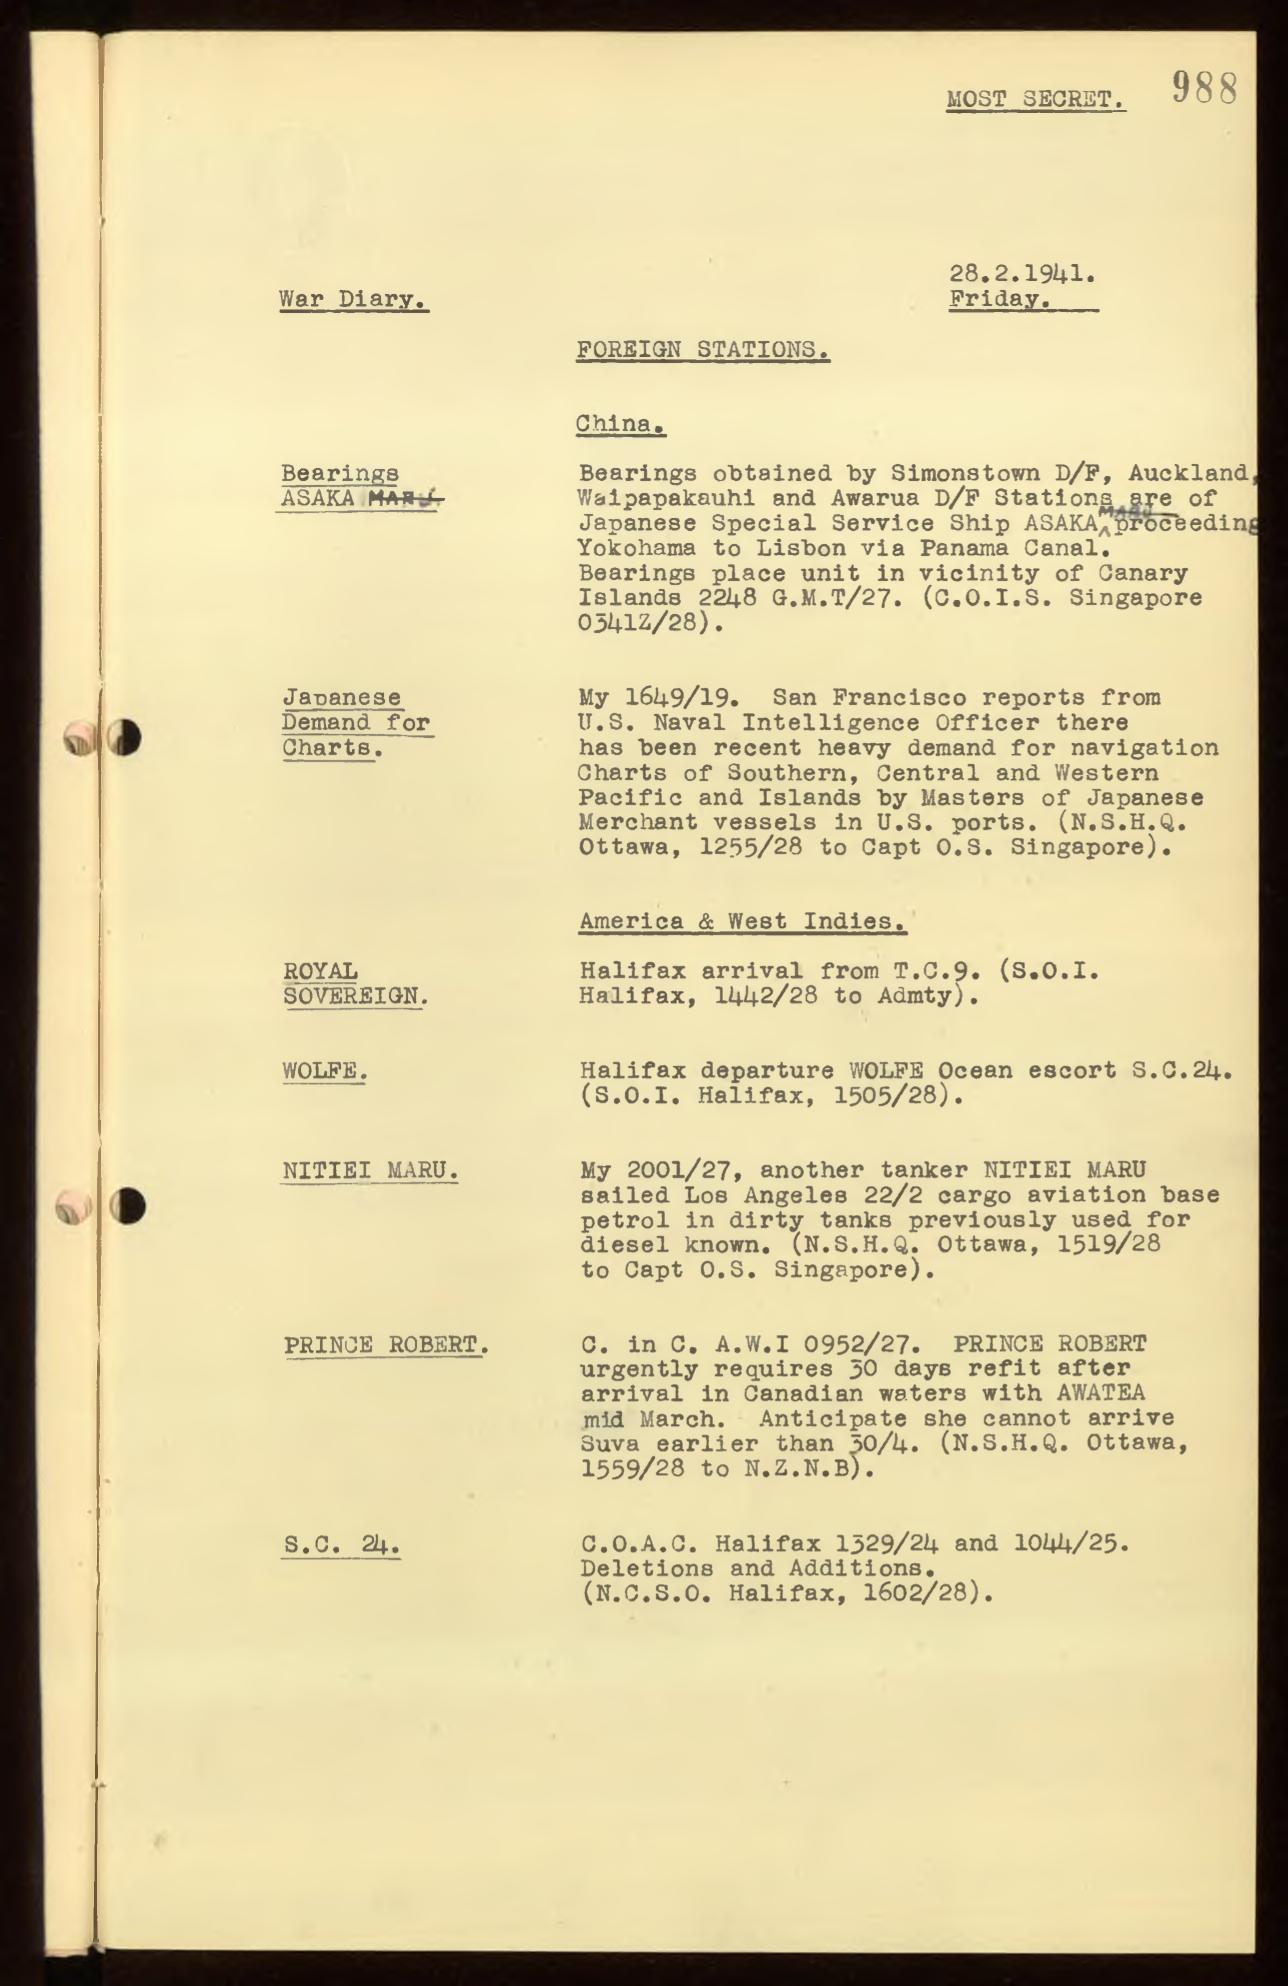 MOST SECRET. 988
28.2.1941.
War Diary. Friday.
FOREIGN STATIONS.
China.
Bearings
ASAKA MARU.
Bearings obtained by Simonstown D/F, Auckland,
Waipapakauhi and Awarua D/F Stations are of
Japanese Special Service Ship ASAKA MARU proceeding
Yokohama to Lisbon via Panama Canal.
Bearings place unit in vicinity of Canary
Islands 2248 G.M.T/27. (C.O.I.S. Singapore
0341Z/28).
Japanese
Demand for
Charts.
My 1649/19. San Francisco reports from
U.S. Naval Intelligence Officer there
has been recent heavy demand for navigation
Charts of Southern, Central and Western
Pacific and Islands by Masters of Japanese
Merchant vessels in U.S. ports. (N.S.H.Q.
Ottawa, 1255/28 to Capt O.S. Singapore).
America & West Indies.
ROYAL
SOVEREIGN.
Halifax arrival from T.C.9. (S.O.I.
Halifax, 1442/28 to Admty).
WOLFE.
Halifax departure WOLFE Ocean escort S.C.24.
(S.O.I. Halifax, 1505/28).
NITIEI MARU.
My 2001/27, another tanker NITIEI MARU
sailed Los Angeles 22/2 cargo aviation base
petrol in dirty tanks previously used for
diesel known. (N.S.H.Q. Ottawa, 1519/28
to Capt O.S. Singapore).
PRINCE ROBERT.
C. in C. A.W.I 0952/27. PRINCE ROBERT
urgently requires 30 days refit after
arrival in Canadian waters with AWATEA
mid March. Anticipate she cannot arrive
Suva earlier than 30/4. (N.S.H.Q. Ottawa,
1559/28 to N.Z.N.B).
S.C. 24.
C.O.A.C. Halifax 1329/24 and 1044/25.
Deletions and Additions.
(N.C.S.O. Halifax, 1602/28).